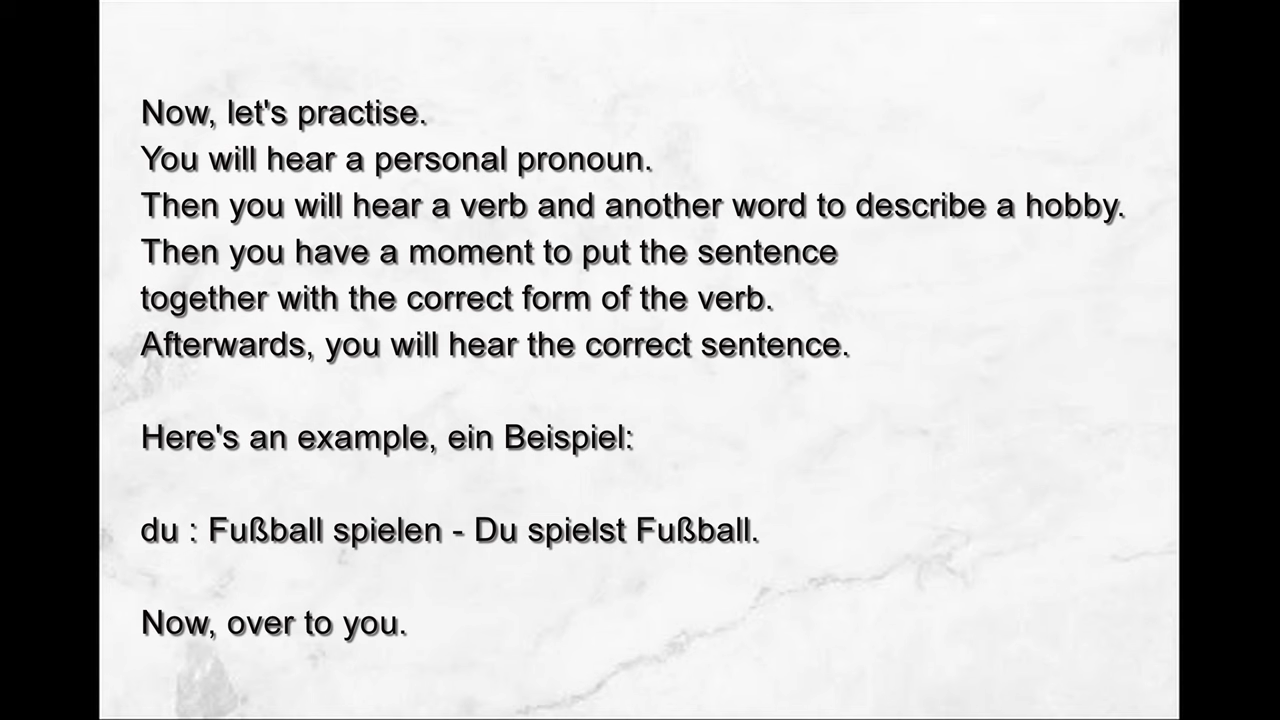 Now, let's practise.
You will hear a personal pronoun.
Then you will hear a verb and another word to describe a hobby.
Then you have a moment to put the sentence
together with the correct form of the verb.
Afterwards, you will hear the correct sentence.
Here's an example, ein Beispiel:
du : Fußball spielen - Du spielst Fußball.
Now, over to you.